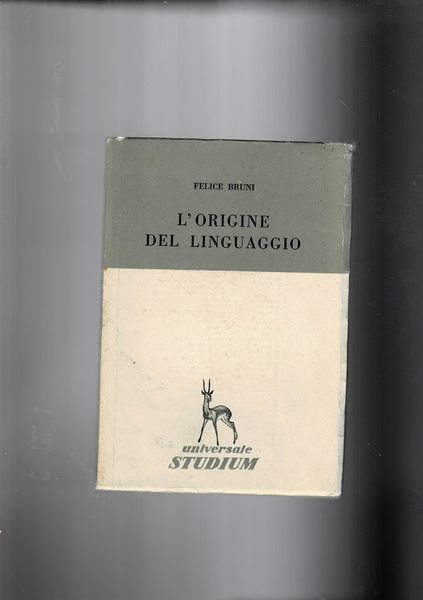 FELICE BRUNI
L'ORIGINE
DEL LINGUAGGIO
universale
STUDIUM